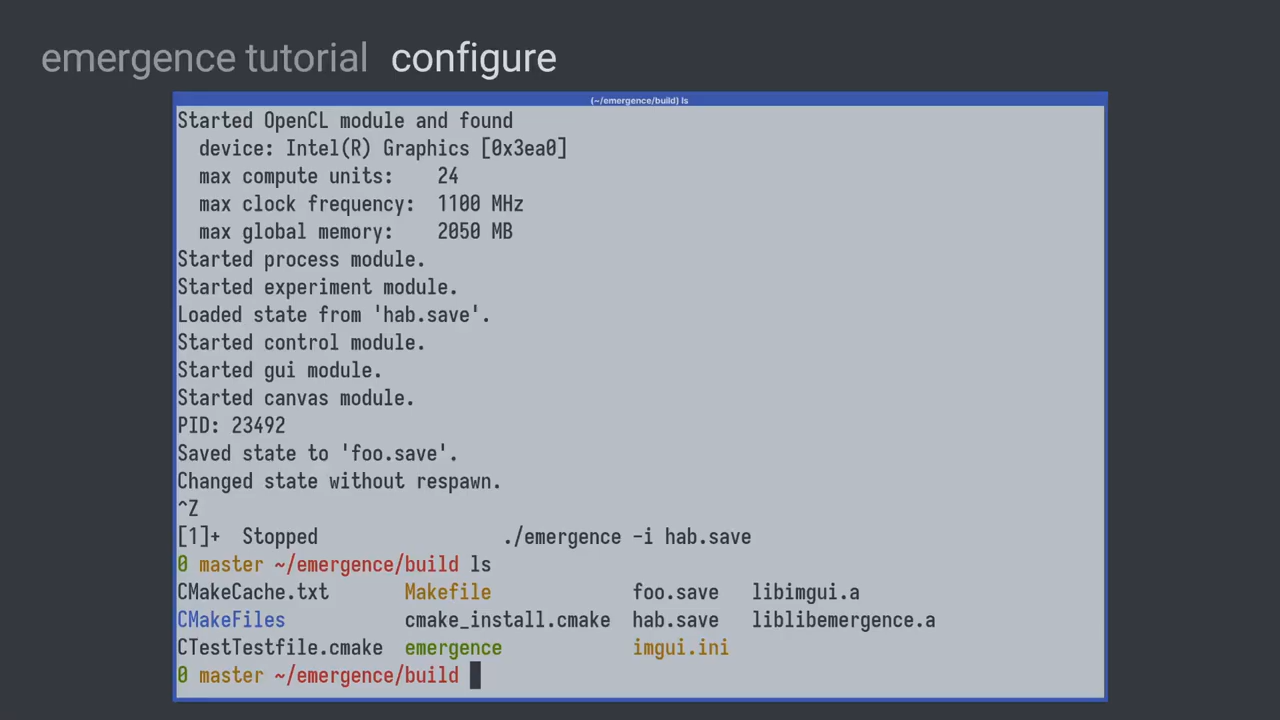 emergence tutorial configure
(~/emergence/build) ls
Started OpenCL module and found
  device: Intel(R) Graphics [0x3ea0]
  max compute units:    24
  max clock frequency:  1100 MHz
  max global memory:    2050 MB
Started process module.
Started experiment module.
Loaded state from 'hab.save'.
Started control module.
Started gui module.
Started canvas module.
PID: 23492
Saved state to 'foo.save'.
Changed state without respawn.
^Z
[1]+  Stopped                 ./emergence -i hab.save
0 master ~/emergence/build ls
CMakeCache.txt       Makefile             foo.save   libimgui.a
CMakeFiles           cmake_install.cmake  hab.save   liblibemergence.a
CTestTestfile.cmake  emergence            imgui.ini
0 master ~/emergence/build